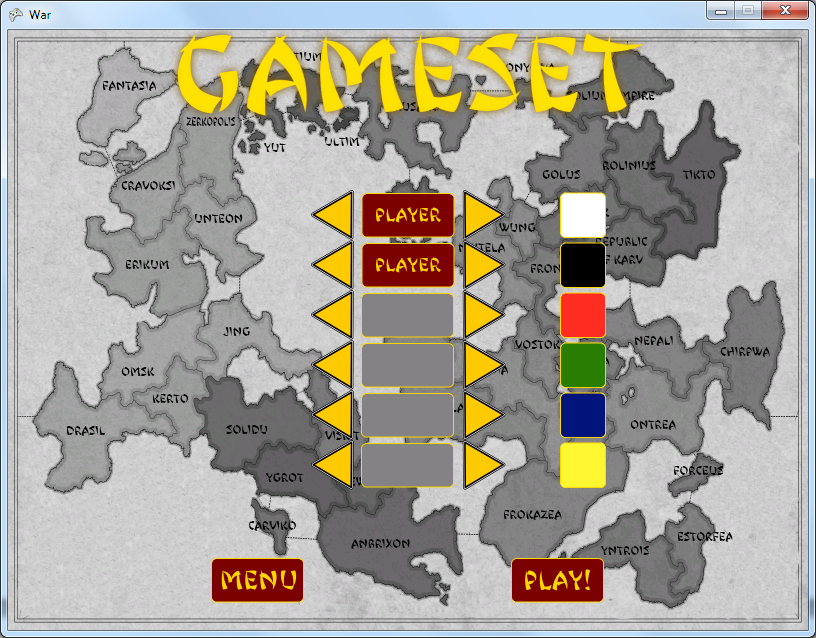 War
GAMESET
FANTASIA
ZERKOPOLIS
YUT
ULTIM
CRAVOKSI
GOLUS
ROLINIUS
TIKTO
UNTEON
PLAYER
WUNG
ERIKUM
PLAYER
REPUBLIC
OF KARV
JING
VOSTOK
NEPALI
CHIRPWA
OMSK
KERTO
DRASIL
SOLIDU
ONTREA
YGROT
FORCEUS
CARVIKO
FROKAZEA
ANBRIXON
YNTROIS
ESTORFEA
MENU
PLAY!